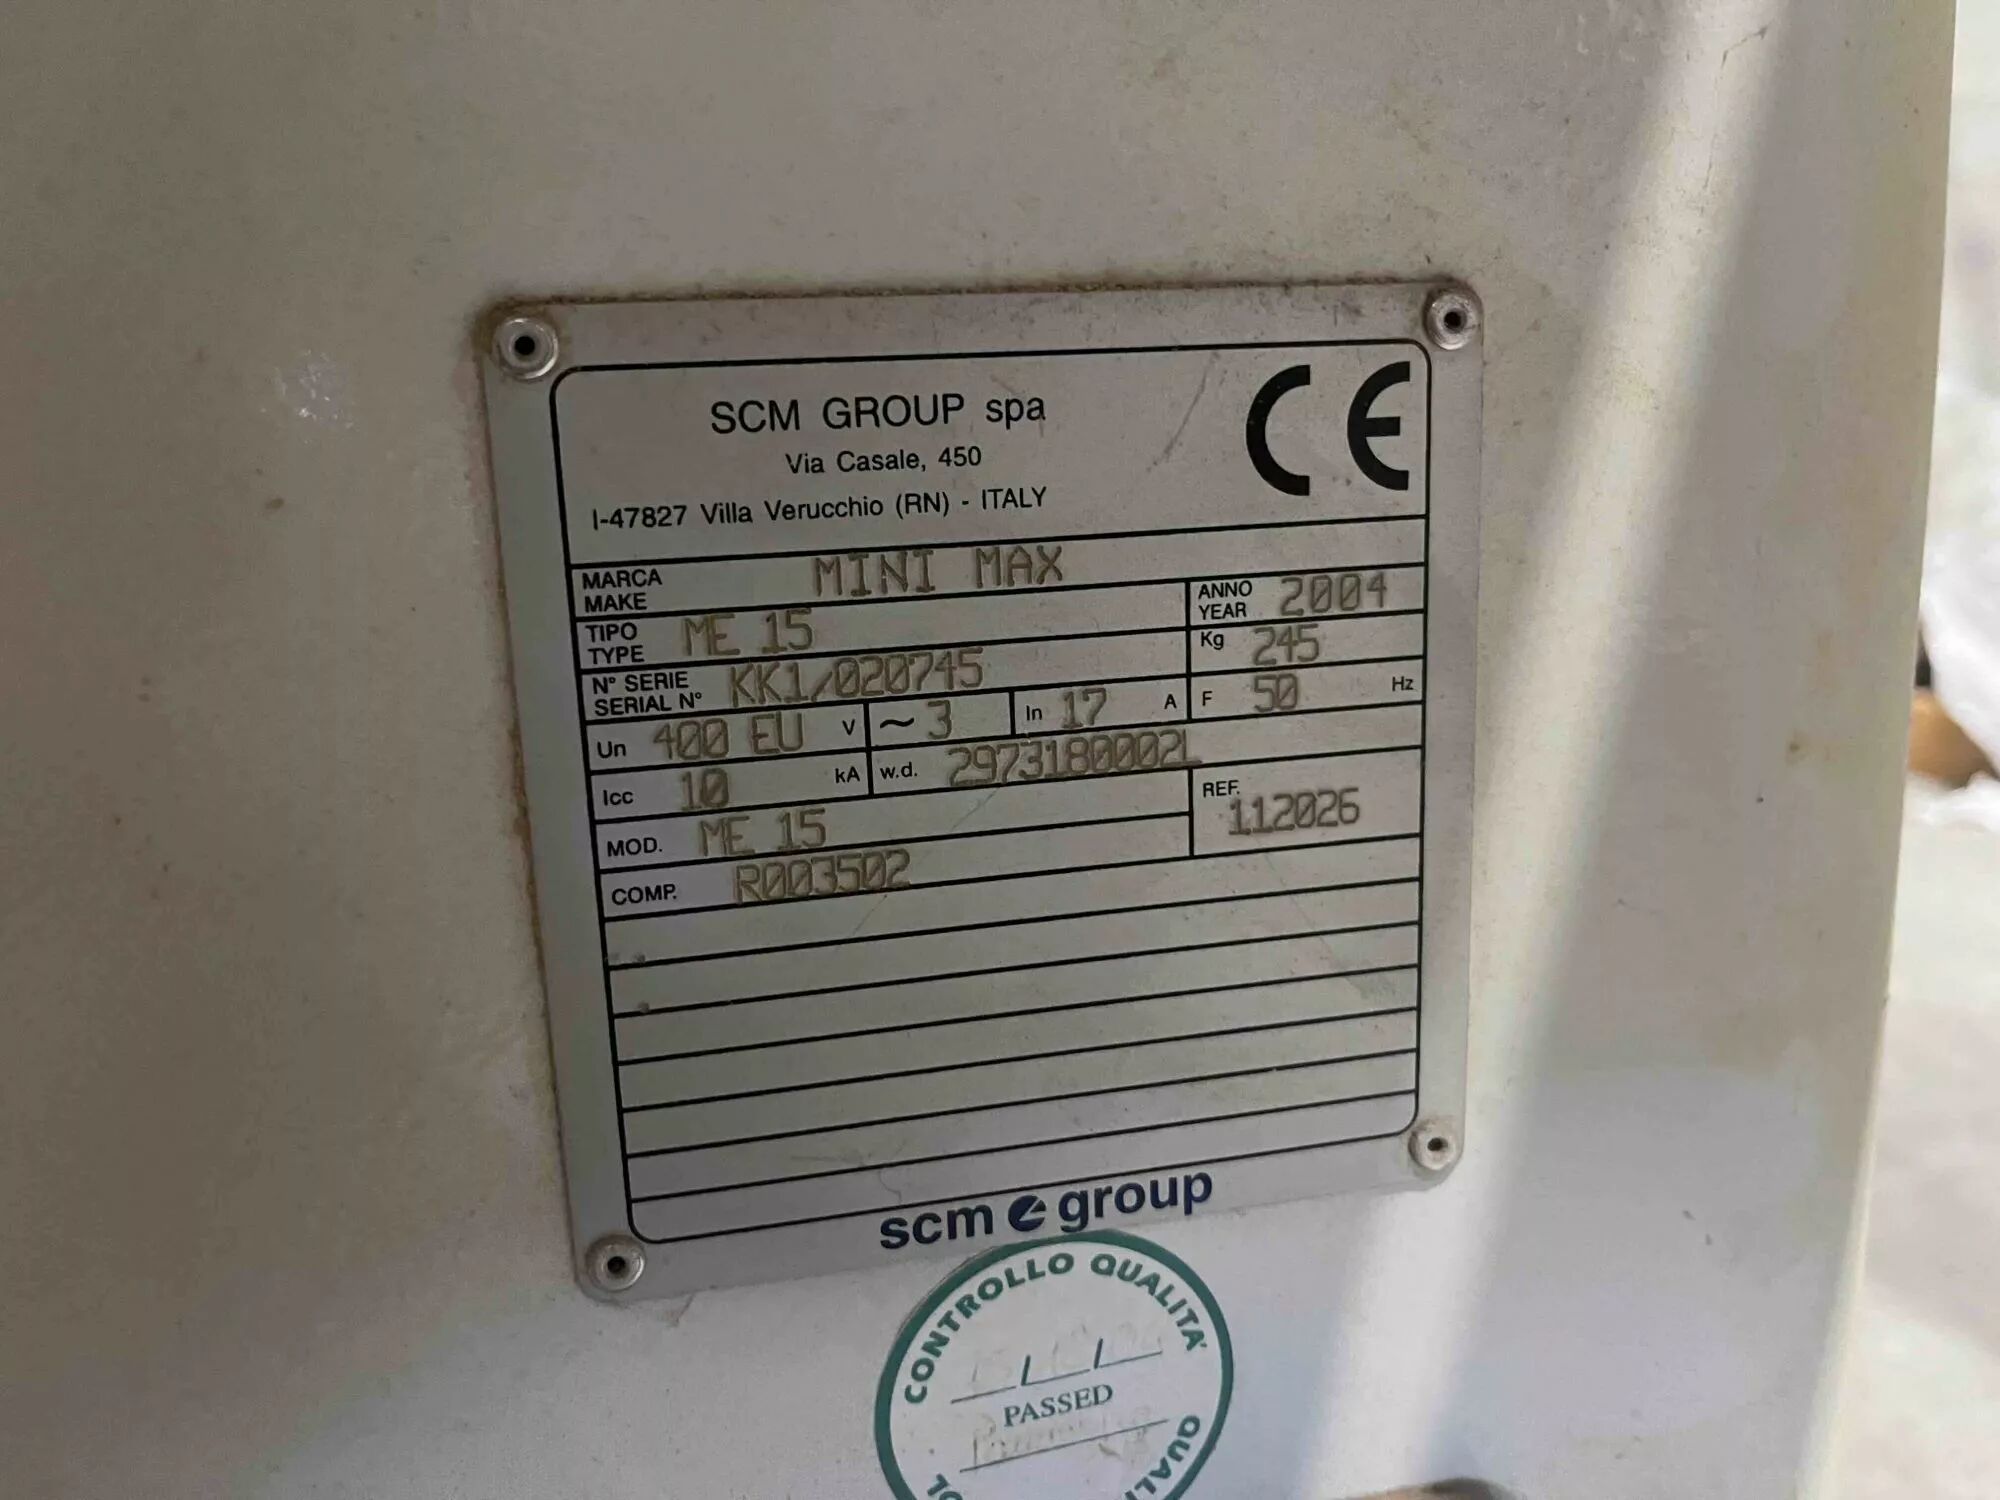 SCM GROUP spa
Via Casale, 450
I-47827 Villa Verucchio (RN) - ITALY
CE
MARCA
MAKE
MINI MAX
TIPO
TYPE
ME 15
ANNO
YEAR
2004
N° SERIE
SERIAL N°
KK1/020745
Kg 245
Un 400 EU V
~ 3
In 17 A
F 50 Hz
Icc 10 kA
w.d. 2973180002L
MOD. ME 15
REF.
112026
COMP. R003502
scm group
CONTROLLO QUALITA'
PASSED